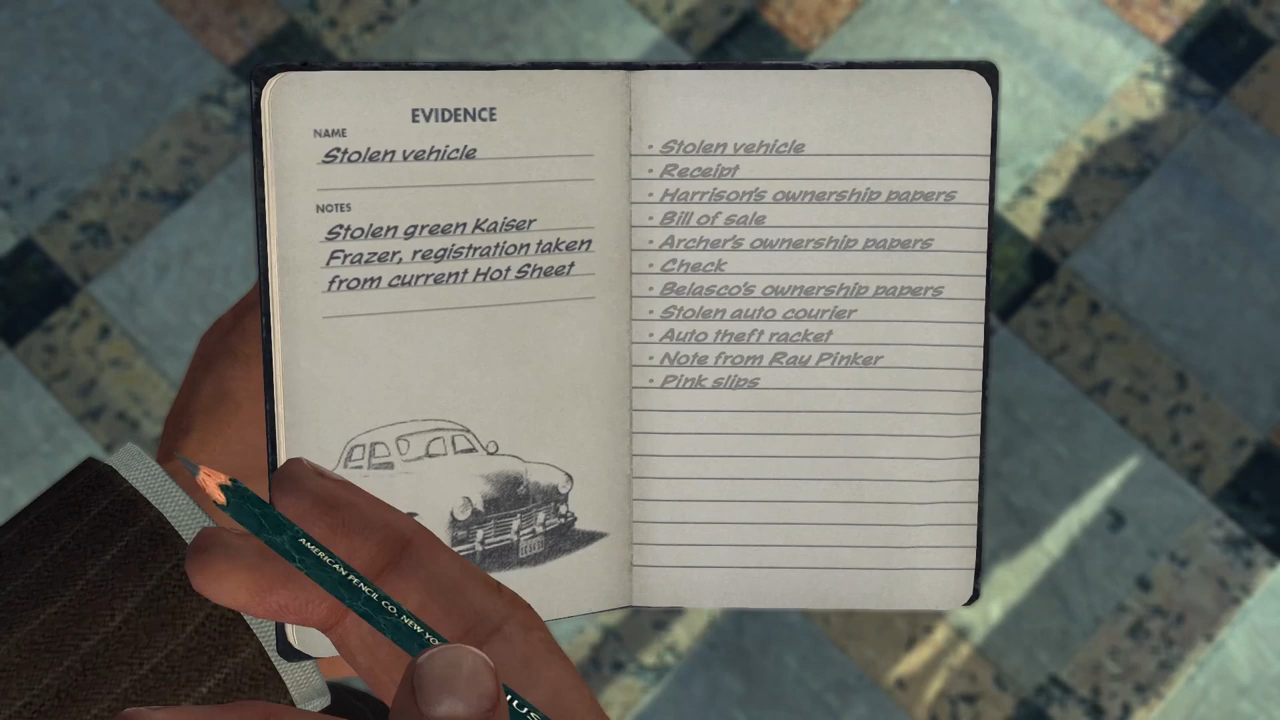 EVIDENCE
NAME
Stolen vehicle
NOTES
Stolen green Kaiser
Frazer, registration taken
from current Hot Sheet
· Stolen vehicle
· Receipt
· Harrison's ownership papers
· Bill of sale
· Archer's ownership papers
· Check
· Belasco's ownership papers
· Stolen auto courier
· Auto theft racket
· Note from Ray Pinker
· Pink slips
AMERICAN PENCIL CO. NEW YO